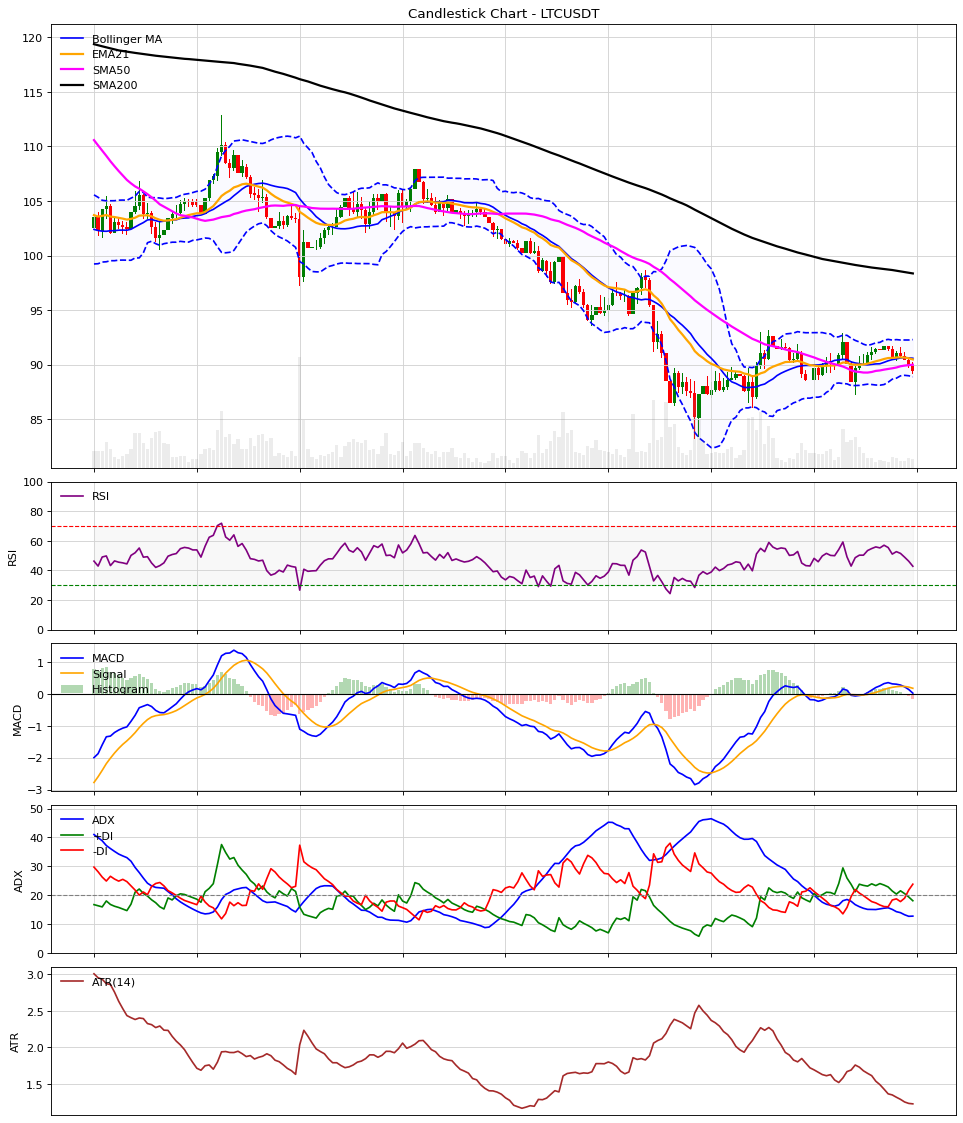 Candlestick Chart - LTCUSDT
120
115
110
105
100
95
90
85
Bollinger MA
EMA21
SMA50
SMA200
100
80
60
40
20
0
RSI
RSI
1
0
−1
−2
−3
MACD
MACD
Signal
Histogram
50
40
30
20
10
0
ADX
ADX
+DI
-DI
3.0
2.5
2.0
1.5
ATR
ATR(14)